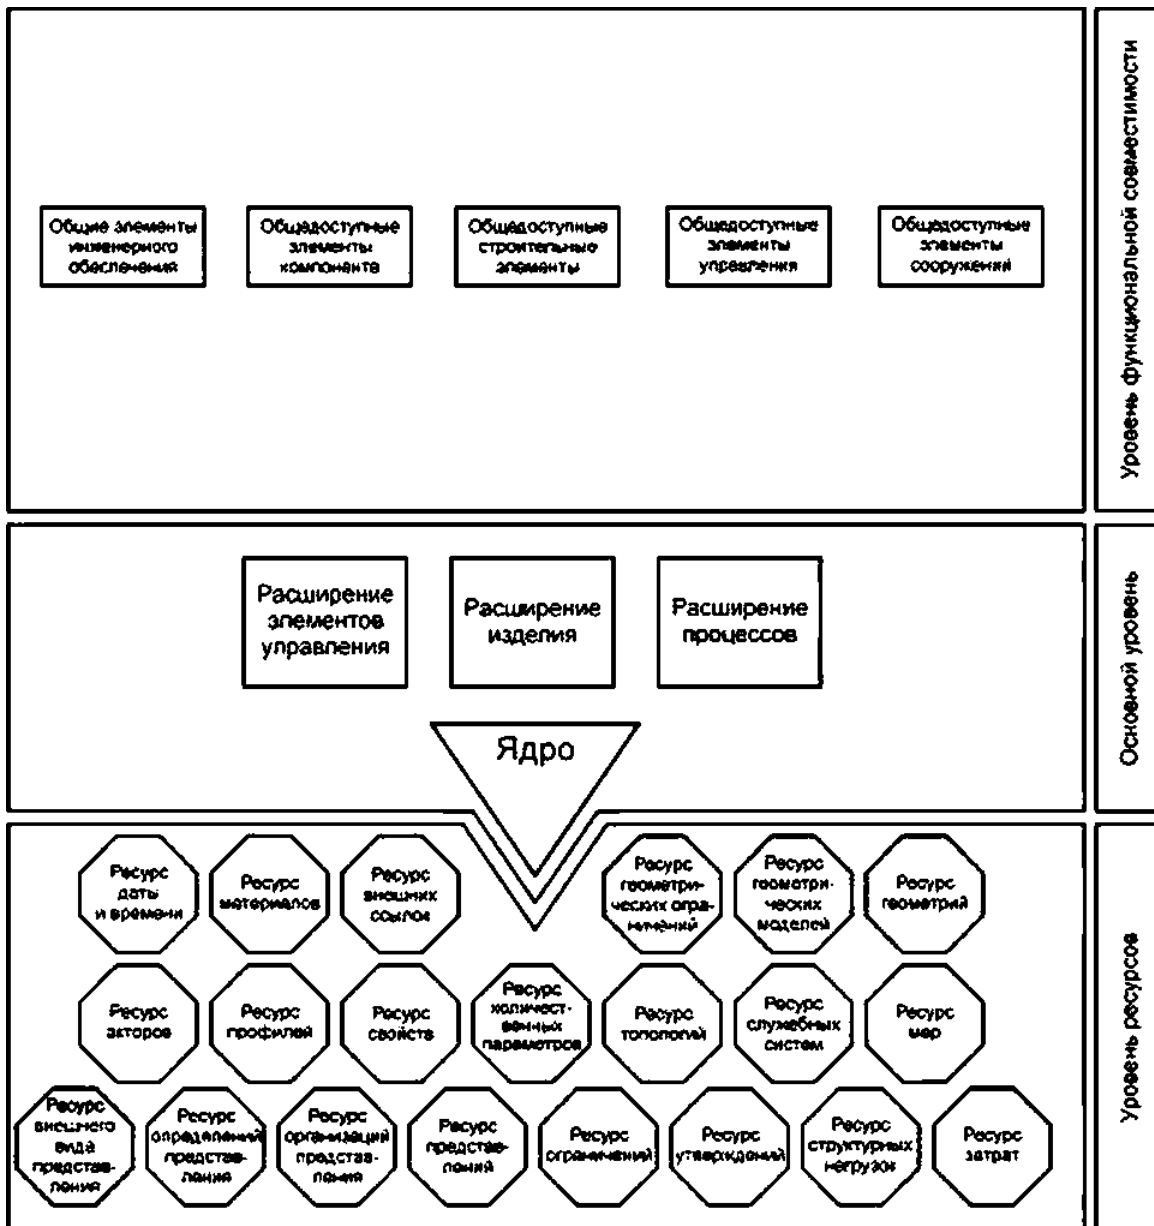 Общие элементы
инженерного
обеспечения
Общедоступные
элементы
компонента
Общедоступные
строительные
элементы
Общедоступные
элементы
управления
Общедоступные
элементы
сооружений
Уровень функциональной совместимости
Расширение
элементов
управления
Расширение
изделия
Расширение
процессов
Ядро
Основной уровень
Ресурс
даты
и времени
Ресурс
материалов
Ресурс
внешних
ссылок
Ресурс
геометри-
ческих огра-
ничений
Ресурс
геометри-
ческих
моделей
Ресурс
геометрий
Ресурс
акторов
Ресурс
профилей
Ресурс
свойств
Ресурс
количест-
венных
параметров
Ресурс
топологий
Ресурс
служебных
систем
Ресурс
мер
Ресурс
внешнего
вида
представ-
ления
Ресурс
определений
представ-
ления
Ресурс
организаций
представ-
ления
Ресурс
представ-
лений
Ресурс
ограничений
Ресурс
утверждений
Ресурс
структурных
нагрузок
Ресурс
затрат
Уровень ресурсов